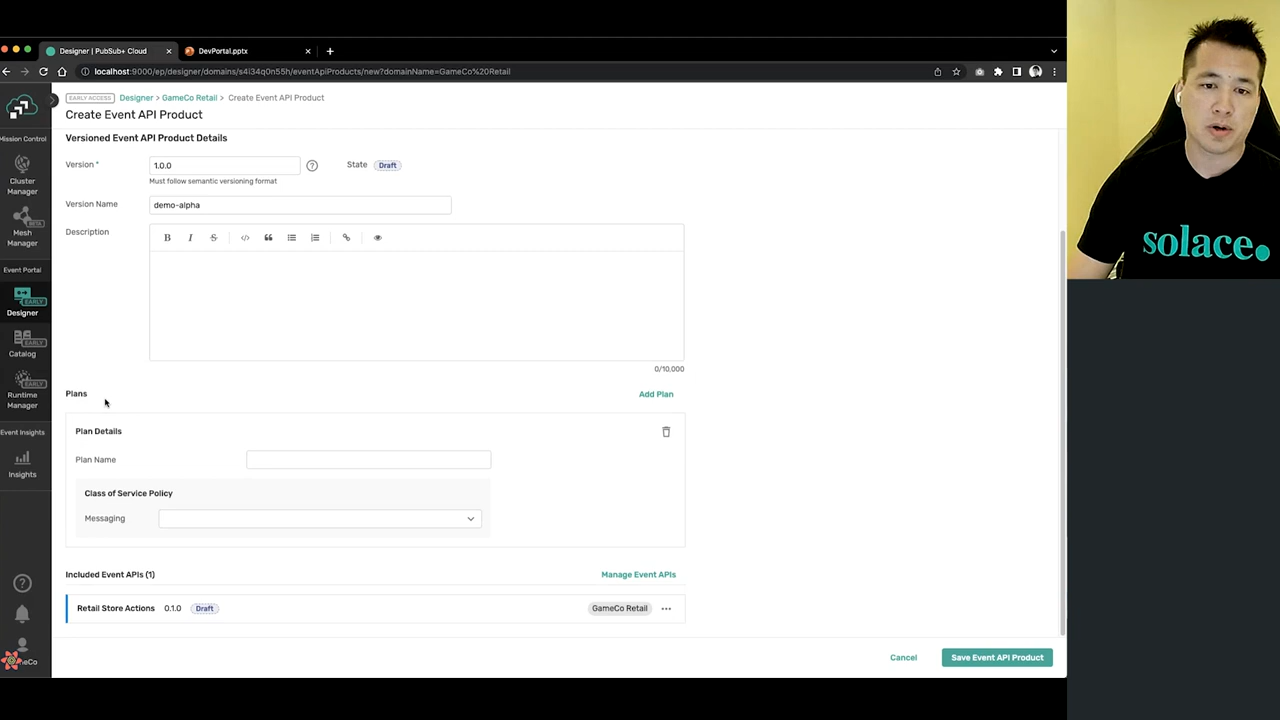 Designer | PubSub+ Cloud
DevPortal.pptx
localhost:9000/ep/designer/domains/s4i34q0n55h/eventApiProducts/new?domainName=GameCo%20Retail
EARLY ACCESS Designer > GameCo Retail > Create Event API Product
Create Event API Product
Mission Control
Cluster Manager
BETA
Mesh Manager
Event Portal
EARLY
Designer
EARLY
Catalog
EARLY
Runtime Manager
Event Insights
Insights
eCo
Versioned Event API Product Details
Version * 1.0.0 ? State Draft
Must follow semantic versioning format
Version Name demo-alpha
Description B I S
0/10,000
Plans Add Plan
Plan Details
Plan Name
Class of Service Policy
Messaging
Included Event APIs (1) Manage Event APIs
Retail Store Actions 0.1.0 Draft GameCo Retail
Cancel Save Event API Product
solace.